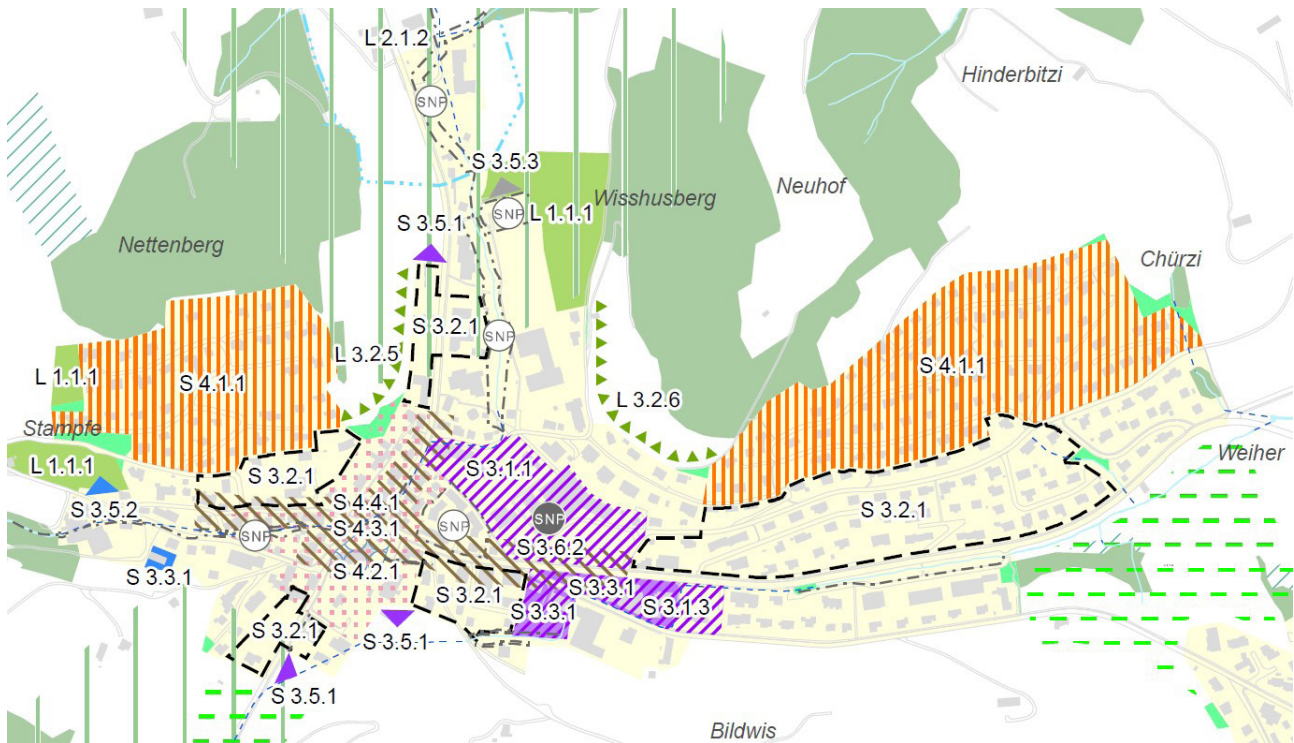 L 2.1.2
Hinderbitzi
SNP
S 3.5.3
Neuhof
Wisshusberg
SNP
L 1.1.1
S 3.5.1
Nettenberg
Chürzi
S 3.2.1
SNP
L 3.2.5
L 1.1.1
S 4.1.1
S 4.1.1
L 3.2.6
Stampfe
Weiher
L 1.1.1
S 3.2.1
S 3.1.1
S 3.5.2
S 4.4.1
S 3.2.1
SNP
S 4.3.1
SNP
SNP
S 3.6.2
S 3.3.1
S 4.2.1
S 3.3.1
S 3.2.1
S 3.3.1
S 3.1.3
S 3.2.1
S 3.5.1
S 3.5.1
Bildwis